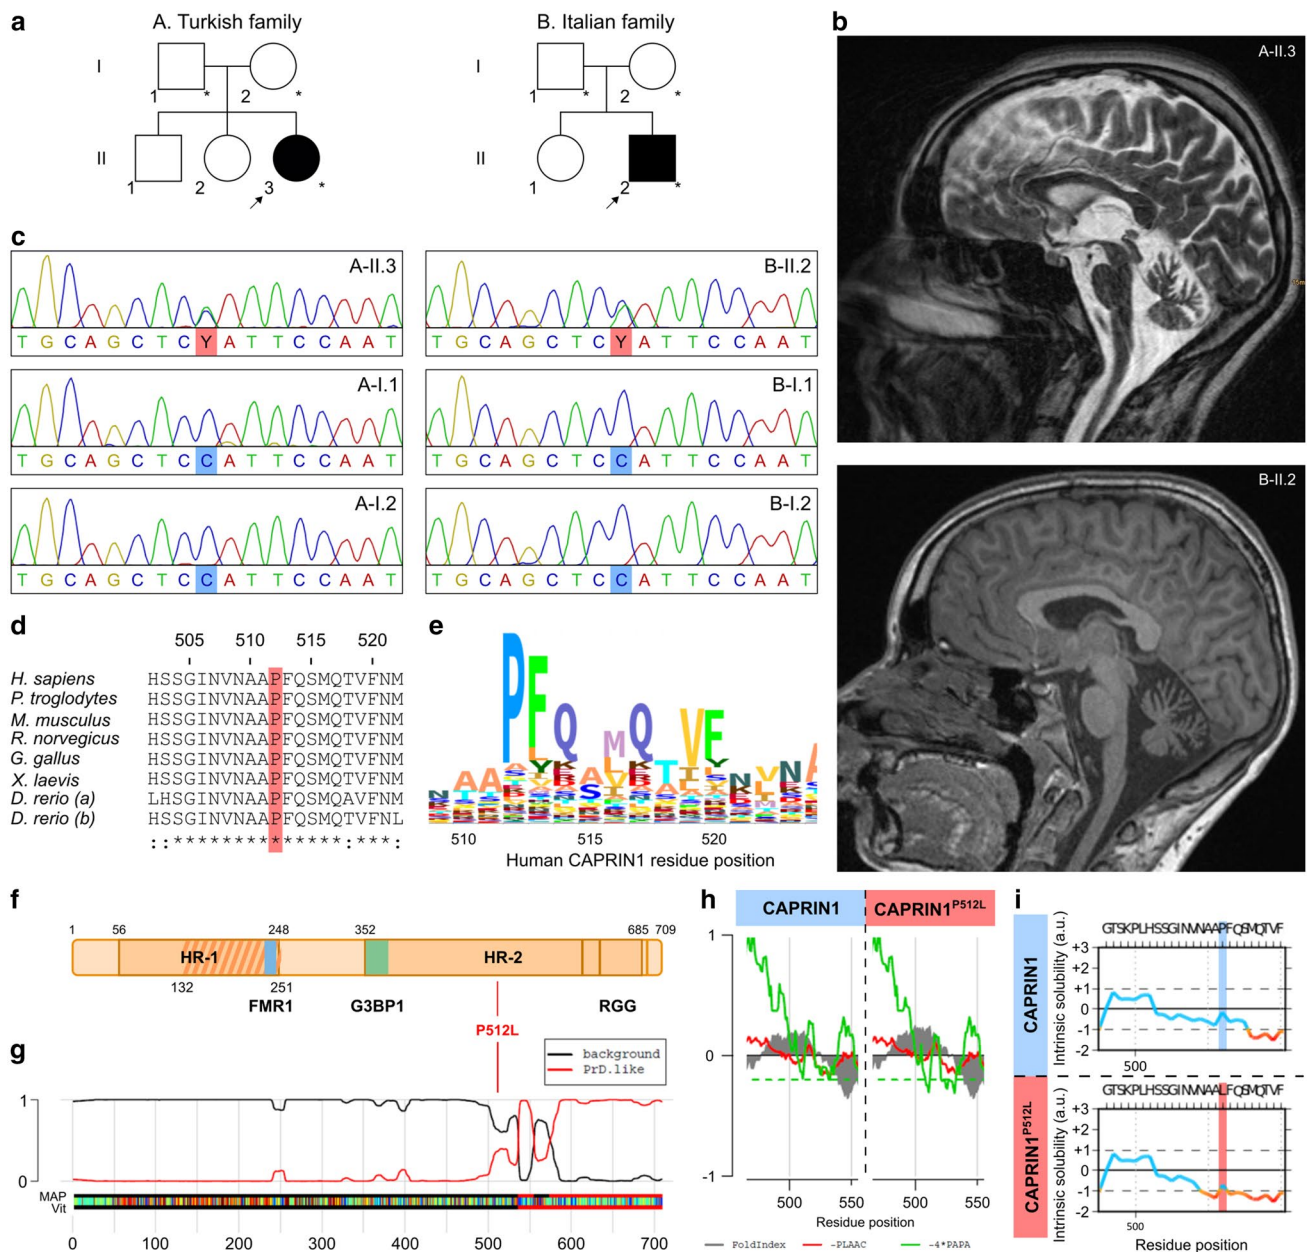 a
A. Turkish family
B. Italian family
I
1
*
2
*
1
*
2
*
II
1
2
3
*
II
1
2
*
b
A-II.3
B-II.2
c
A-II.3
T G C A G C T C Y A T T C C A A T
B-II.2
T G C A G C T C Y A T T C C A A T
A-I.1
T G C A G C T C C A T T C C A A T
B-I.1
T G C A G C T C C A T T C C A A T
A-I.2
T G C A G C T C C A T T C C A A T
B-I.2
T G C A G C T C C A T T C C A A T
d
505 510 515 520
H. sapiens HSSGINVNAAPFQSMQTVFNM
P. troglodytes HSSGINVNAAPFQSMQTVFNM
M. musculus HSSGINVNAAPFQSMQTVFNM
R. norvegicus HSSGINVNAAPFQSMQTVFNM
G. gallus HSSGINVNAAPFQSMQTVFNM
X. laevis HSSGINVNAAPFQSMQTVFNM
D. rerio (a) LHSGINVNAAPFQSMQAVFNM
D. rerio (b) HSSGINVNAAPFQSMQTVFNL
::**************:***:
e
510 515 520
Human CAPRIN1 residue position
f
1 56 248 352 685 709
HR-1
HR-2
132 251
FMR1
G3BP1
RGG
P512L
g
background
PrD.like
1
0
1
0
MAP
Vit
0 100 200 300 400 500 600 700
h
CAPRIN1
CAPRIN1P512L
1
0
-1
500 550 500 550
Residue position
FoldIndex
-PLAAC
-4*PAPA
i
CAPRIN1
Intrinsic solubility (a.u.)
GTSKPLHSSGINVNAAPFQSMQTVF
+3
+2
+1
0
-1
-2
500
CAPRIN1P512L
Intrinsic solubility (a.u.)
GTSKPLHSSGINVNAALFQSMQTVF
+3
+2
+1
0
-1
-2
500
Residue position